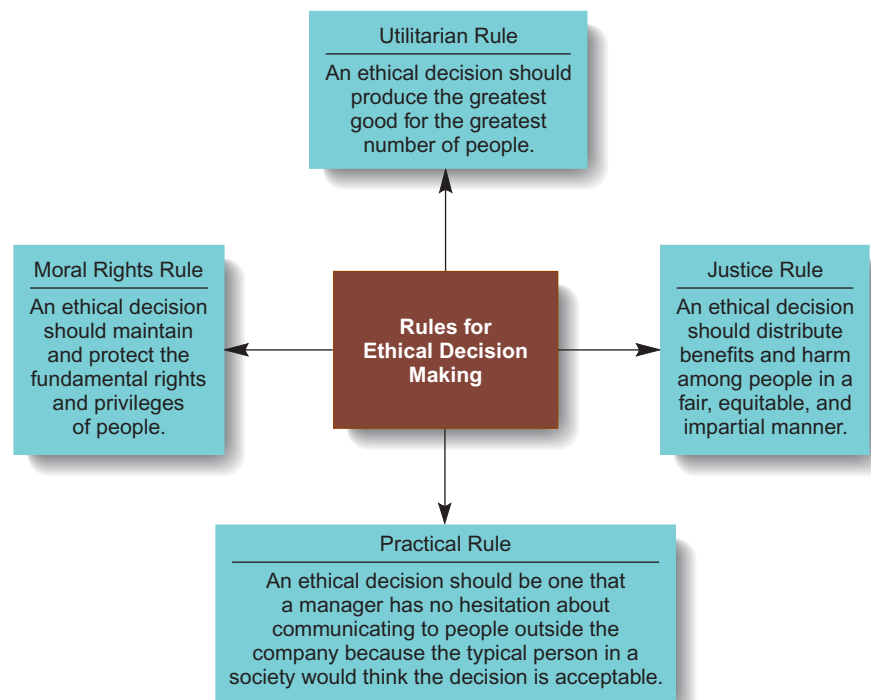 Utilitarian Rule
An ethical decision should
produce the greatest
good for the greatest
number of people.
Moral Rights Rule
An ethical decision
should maintain
and protect the
fundamental rights
and privileges
of people.
Rules for
Ethical Decision
Making
Justice Rule
An ethical decision
should distribute
benefits and harm
among people in a
fair, equitable, and
impartial manner.
Practical Rule
An ethical decision should be one that
a manager has no hesitation about
communicating to people outside the
company because the typical person in a
society would think the decision is acceptable.